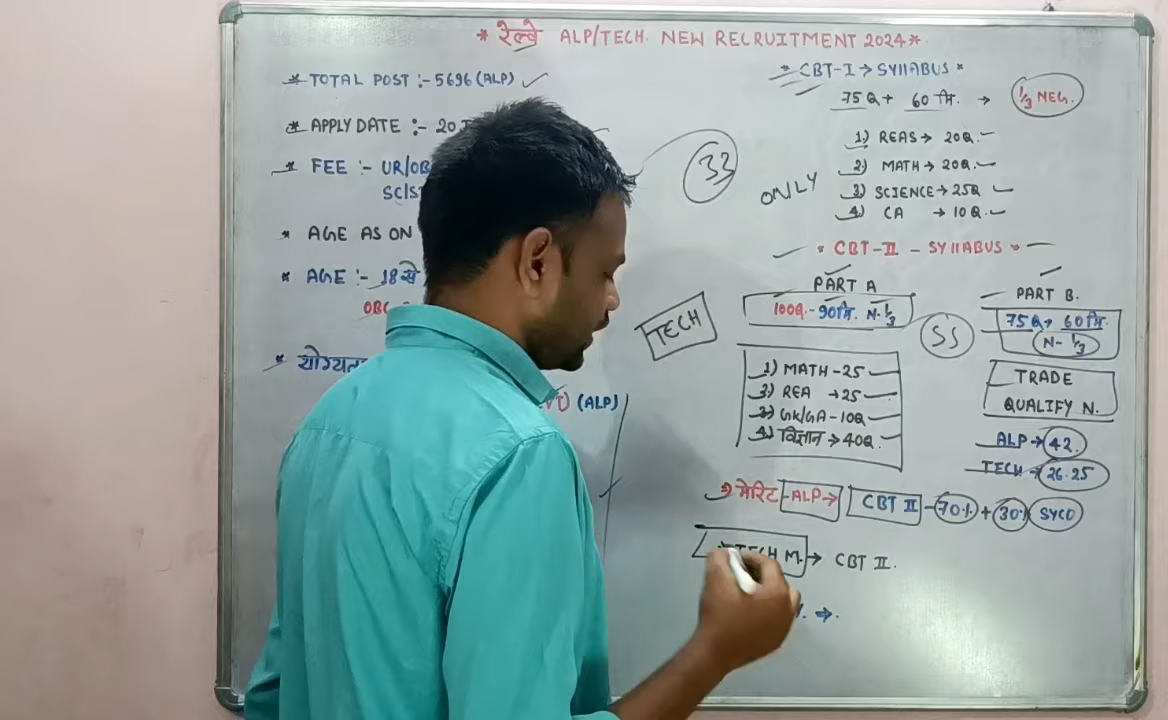 * रेल्वे ALP/TECH. NEW RECRUITMENT 2024 *
* TOTAL POST :- 5696 (ALP) ✓
* APPLY DATE :- 20
* FEE :- UR/OB
SC/ST
* AGE AS ON
* AGE :- 18 से
OBC
* योग्यता
(ALP)
33
* CBT-I → SYllABUS *
75Q + 60 मि. → 1/3 NEG.
ONLY
1.) REAS → 20Q.
2) MATH → 20Q.
3) SCIENCE → 25Q
4.) CA → 10Q.
* CBT-II - SYllABUS *
TECH
PART A
100Q.- 90मि. N-1/3
1) MATH - 25
2.) REA → 25
3) GK/GA - 10Q
4.) विज्ञान → 40Q.
SS
PART B.
75Q → 60मि.
N- 1/3
TRADE
QUALIFY N.
ALP → 42.
TECH → 26.25
→ मेरिट ALP → CBT II - 70% + 30% SYCO
→ TECH M. → CBT II.
⇒.